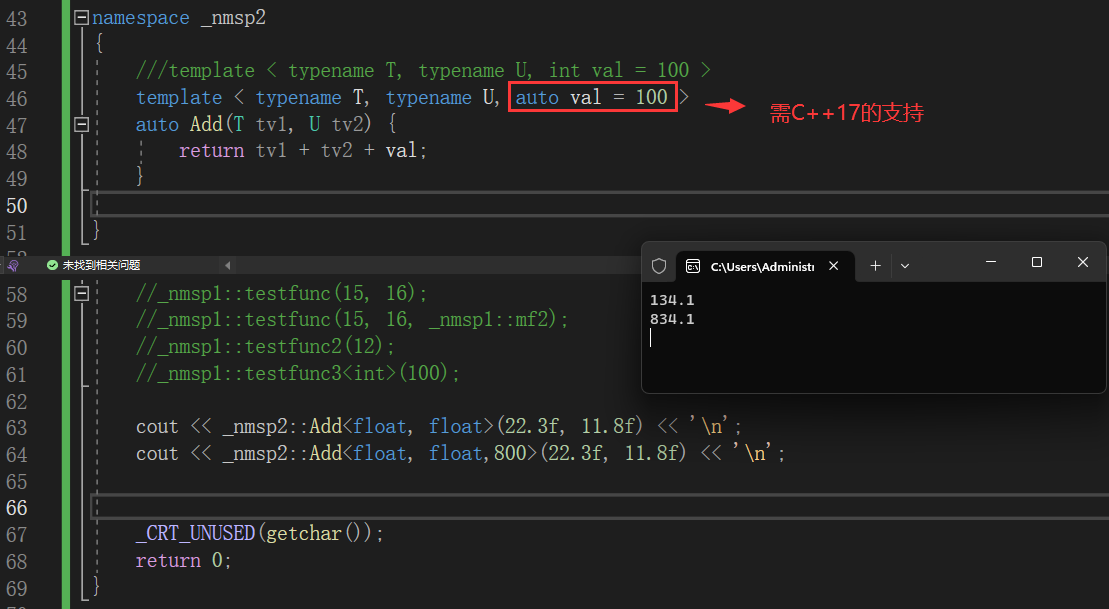 43 namespace _nmsp2
44 {
45 ///template < typename T, typename U, int val = 100 >
46 template < typename T, typename U, auto val = 100 >
需C++17的支持
47 auto Add(T tv1, U tv2) {
48 return tv1 + tv2 + val;
49 }
50
51 }
未找到相关问题
C:\Users\Administr
134.1
834.1
58 //_nmsp1::testfunc(15, 16);
59 //_nmsp1::testfunc(15, 16, _nmsp1::mf2);
60 //_nmsp1::testfunc2(12);
61 //_nmsp1::testfunc3<int>(100);
62
63 cout << _nmsp2::Add<float, float>(22.3f, 11.8f) << '\n';
64 cout << _nmsp2::Add<float, float,800>(22.3f, 11.8f) << '\n';
65
66
67 _CRT_UNUSED(getchar());
68 return 0;
69 }